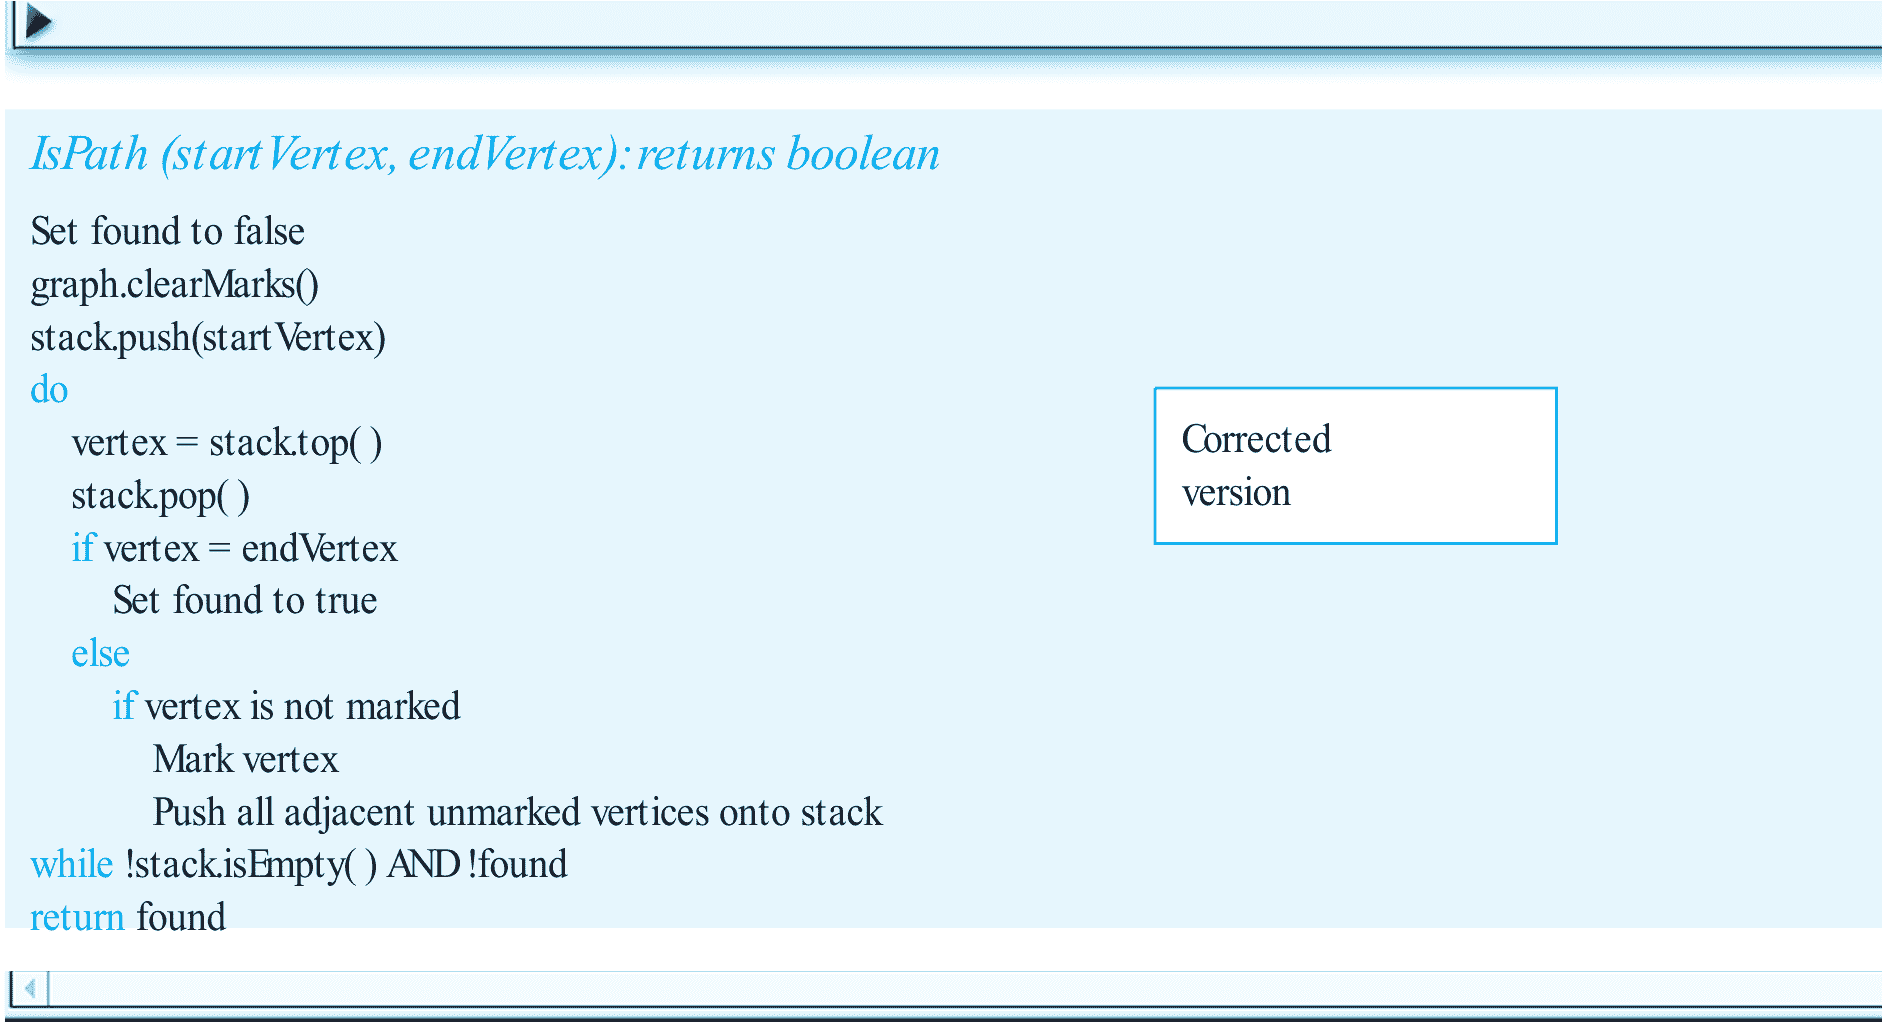 IsPath (startVertex, endVertex): returns boolean
Set found to false
graph.clearMarks()
stack.push(startVertex)
do
vertex = stack.top( )
stack.pop( )
if vertex = endVertex
Set found to true
else
if vertex is not marked
Mark vertex
Push all adjacent unmarked vertices onto stack
while !stack.isEmpty( ) AND !found
return found
Corrected
version